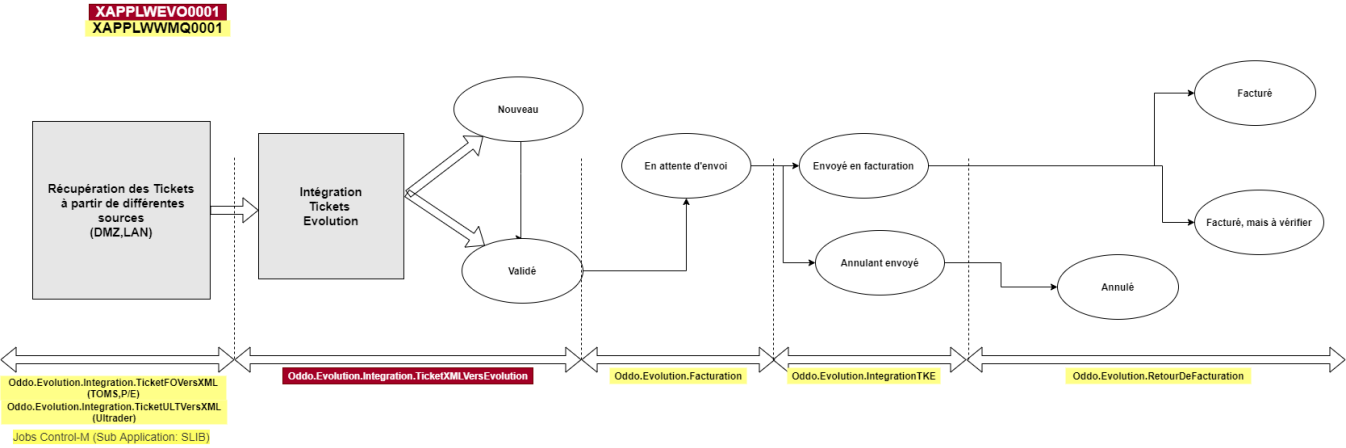 XAPPLWEVO0001
XAPPLWWMQ0001
Récupération des Tickets
à partir de différentes
sources
(DMZ,LAN)
Intégration
Tickets
Evolution
Nouveau
Validé
En attente d'envoi
Envoyé en facturation
Annulant envoyé
Facturé
Facturé, mais à vérifier
Annulé
Oddo.Evolution.Integration.TicketFOVersXML
(TOMS,P/E)
Oddo.Evolution.Integration.TicketULTVersXML
(Ultrader)
Jobs Control-M (Sub Application: SLIB)
Oddo.Evolution.Integration.TicketXMLVersEvolution
Oddo.Evolution.Facturation
Oddo.Evolution.IntegrationTKE
Oddo.Evolution.RetourDeFacturation